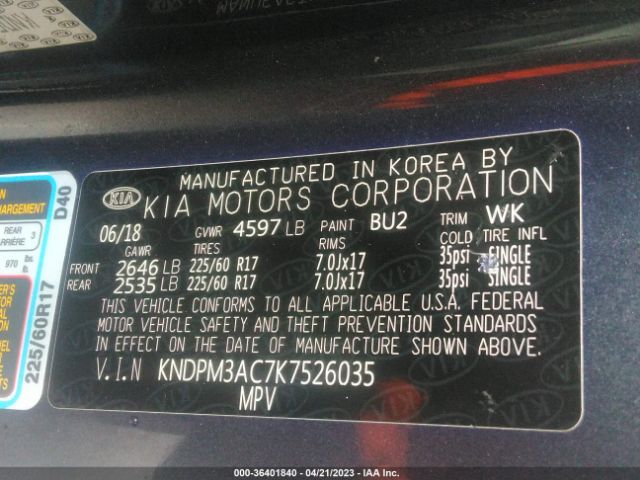 MANUFACTURED IN KOREA BY
KIA KIA MOTORS CORPORATION
06/18 GVWR 4597 LB PAINT BU2 TRIM WK
GAWR TIRES RIMS COLD TIRE INFL
FRONT 2646 LB 225/60 R17 7.0Jx17 35psi SINGLE
REAR 2535 LB 225/60 R17 7.0Jx17 35psi SINGLE
THIS VEHICLE CONFORMS TO ALL APPLICABLE U.S.A. FEDERAL
MOTOR VEHICLE SAFETY AND THEFT PREVENTION STANDARDS
IN EFFECT ON THE DATE OF MANUFACTURE SHOWN ABOVE.
V.I.N KNDPM3AC7K7526035
MPV
D40
225/60R17
REAR 3
970
000-36401840 - 04/21/2023 - IAA Inc.